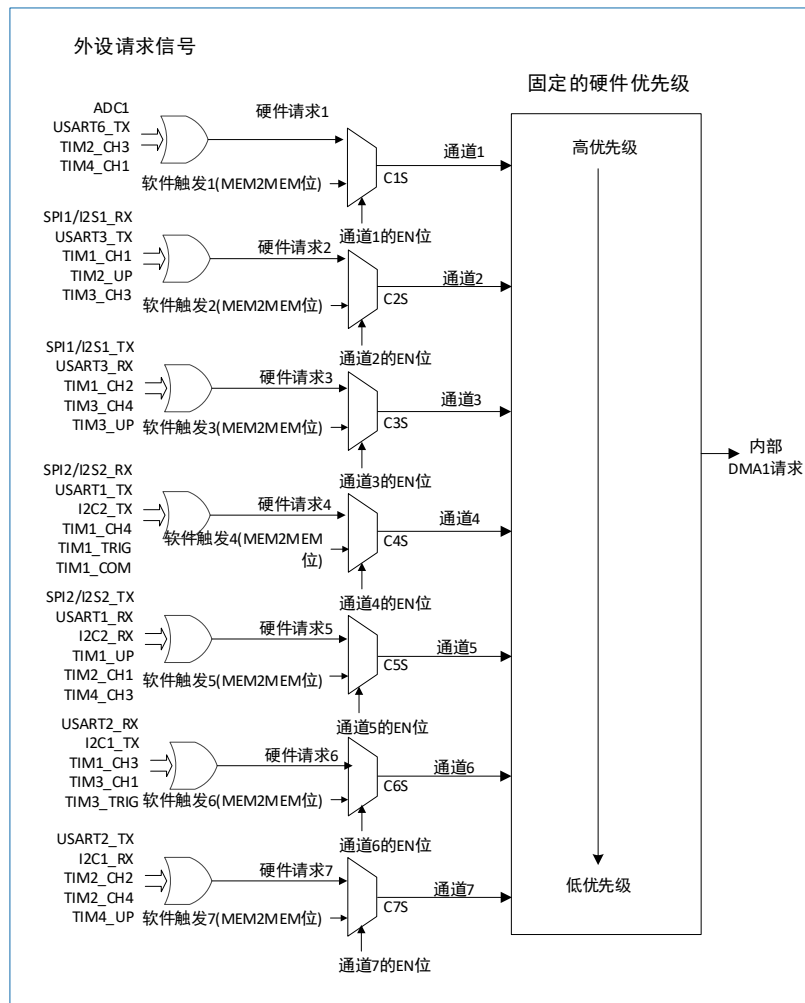 外设请求信号
固定的硬件优先级
ADC1
USART6_TX
TIM2_CH3
TIM4_CH1
硬件请求1
软件触发1(MEM2MEM位)
C1S
通道1
通道1的EN位
高优先级
SPI1/I2S1_RX
USART3_TX
TIM1_CH1
TIM2_UP
TIM3_CH3
硬件请求2
软件触发2(MEM2MEM位)
C2S
通道2
通道2的EN位
SPI1/I2S1_TX
USART3_RX
TIM1_CH2
TIM3_CH4
TIM3_UP
硬件请求3
软件触发3(MEM2MEM位)
C3S
通道3
通道3的EN位
内部
DMA1请求
SPI2/I2S2_RX
USART1_TX
I2C2_TX
TIM1_CH4
TIM1_TRIG
TIM1_COM
硬件请求4
软件触发4(MEM2MEM
位)
C4S
通道4
通道4的EN位
SPI2/I2S2_TX
USART1_RX
I2C2_RX
TIM1_UP
TIM2_CH1
TIM4_CH3
硬件请求5
软件触发5(MEM2MEM位)
C5S
通道5
通道5的EN位
USART2_RX
I2C1_TX
TIM1_CH3
TIM3_CH1
TIM3_TRIG
硬件请求6
软件触发6(MEM2MEM位)
C6S
通道6
通道6的EN位
USART2_TX
I2C1_RX
TIM2_CH2
TIM2_CH4
TIM4_UP
硬件请求7
软件触发7(MEM2MEM位)
C7S
通道7
通道7的EN位
低优先级